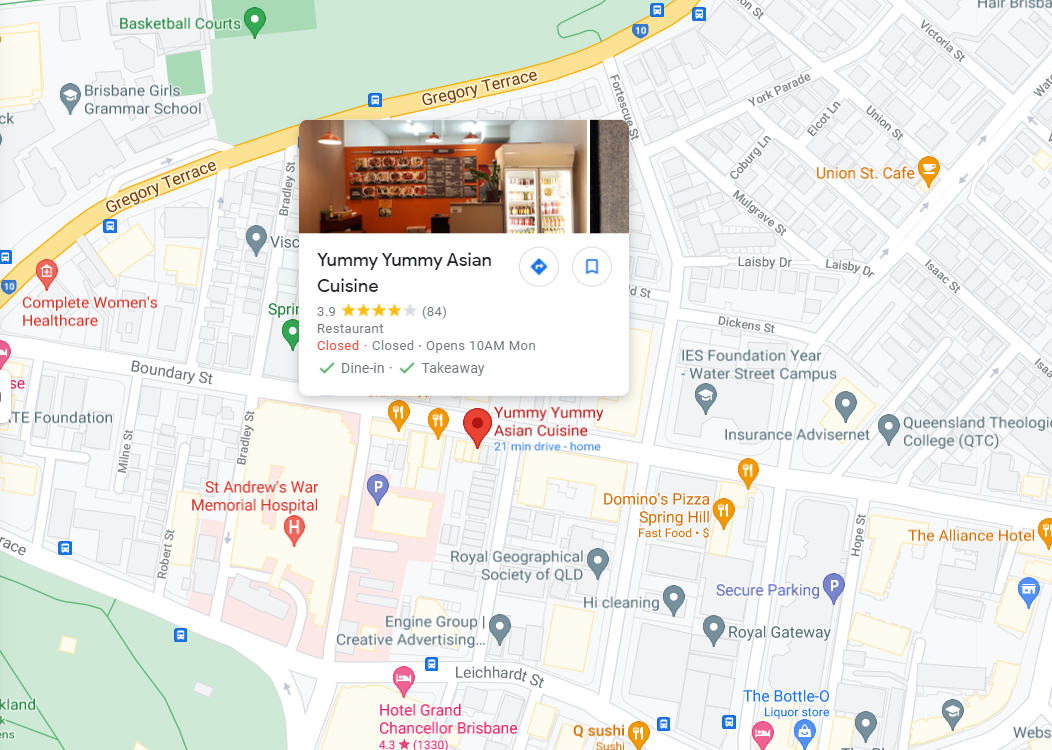 Hair Brisba
Basketball Courts
10
Victoria St
Brisbane Girls
Grammar School
ck
Gregory Terrace
Fortescue St
York Parade
Elcot Ln
Union St
Coburg Ln
Union St. Cafe
Gregory Terrace
Bradley St
Mulgrave St
Visc
Yummy Yummy Asian
Cuisine
3.9
(84)
Restaurant
Closed · Closed · Opens 10AM Mon
Dine-in · Takeaway
Laisby Dr
Laisby Dr
Isaac St
10
Complete Women's
Healthcare
Sprin
ld St
Dickens St
Boundary St
IES Foundation Year
- Water Street Campus
se
ATE Foundation
Yummy Yummy
Asian Cuisine
21 min drive - home
Insurance Advisernet
Queensland Theologic
College (QTC)
Milne St
Bradley St
St Andrew's War
Memorial Hospital
H
P
Domino's Pizza
Spring Hill
Fast Food • $
Hope St
The Alliance Hotel
race
Robert St
Royal Geographical
Society of QLD
Hi cleaning
Secure Parking
P
Engine Group |
Creative Advertising...
Royal Gateway
Leichhardt St
Hotel Grand
Chancellor Brisbane
4.3 ★ (1330)
The Bottle-O
Liquor store
Q sushi
Sushi
kland
ens
Webs